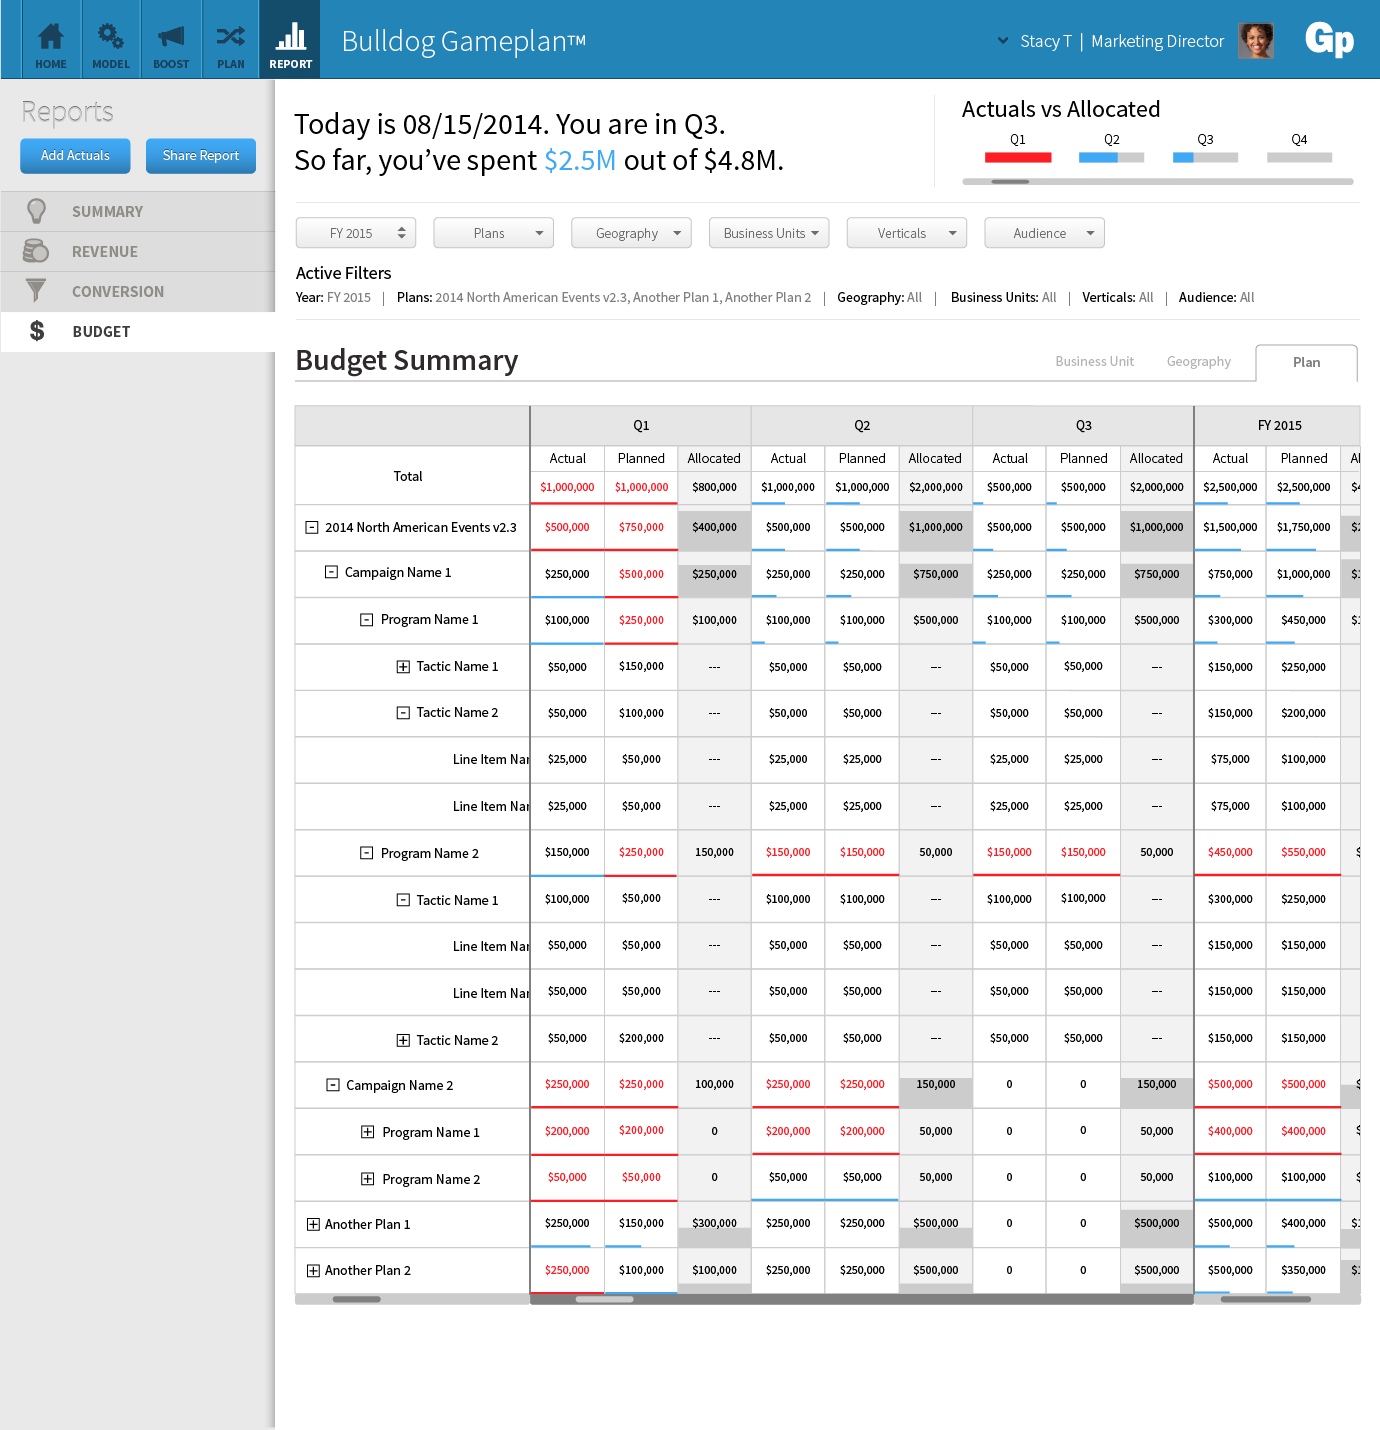 HOME MODEL BOOST PLAN REPORT Bulldog Gameplan™ Stacy T | Marketing Director Gp
Reports
Add Actuals Share Report
SUMMARY
REVENUE
CONVERSION
$ BUDGET
Today is 08/15/2014. You are in Q3.
So far, you’ve spent $2.5M out of $4.8M.
Actuals vs Allocated
Q1 Q2 Q3 Q4
FY 2015 Plans Geography Business Units Verticals Audience
Active Filters
Year: FY 2015 | Plans: 2014 North American Events v2.3, Another Plan 1, Another Plan 2 | Geography: All | Business Units: All | Verticals: All | Audience: All
Budget Summary Business Unit Geography Plan
Q1 Q2 Q3 FY 2015
Actual Planned Allocated Actual Planned Allocated Actual Planned Allocated Actual Planned Al
Total $1,000,000 $1,000,000 $800,000 $1,000,000 $1,000,000 $2,000,000 $500,000 $500,000 $2,000,000 $2,500,000 $2,500,000 $4
2014 North American Events v2.3 $500,000 $750,000 $400,000 $500,000 $500,000 $1,000,000 $500,000 $500,000 $1,000,000 $1,500,000 $1,750,000 $2
Campaign Name 1 $250,000 $500,000 $250,000 $250,000 $250,000 $750,000 $250,000 $250,000 $750,000 $750,000 $1,000,000 $1
Program Name 1 $100,000 $250,000 $100,000 $100,000 $100,000 $500,000 $100,000 $100,000 $500,000 $300,000 $450,000 $1
Tactic Name 1 $50,000 $150,000 --- $50,000 $50,000 --- $50,000 $50,000 --- $150,000 $250,000
Tactic Name 2 $50,000 $100,000 --- $50,000 $50,000 --- $50,000 $50,000 --- $150,000 $200,000
Line Item Nar $25,000 $50,000 --- $25,000 $25,000 --- $25,000 $25,000 --- $75,000 $100,000
Line Item Nar $25,000 $50,000 --- $25,000 $25,000 --- $25,000 $25,000 --- $75,000 $100,000
Program Name 2 $150,000 $250,000 150,000 $150,000 $150,000 50,000 $150,000 $150,000 50,000 $450,000 $550,000 $
Tactic Name 1 $100,000 $50,000 --- $100,000 $100,000 --- $100,000 $100,000 --- $300,000 $250,000
Line Item Nar $50,000 $50,000 --- $50,000 $50,000 --- $50,000 $50,000 --- $150,000 $150,000
Line Item Nar $50,000 $50,000 --- $50,000 $50,000 --- $50,000 $50,000 --- $150,000 $150,000
Tactic Name 2 $50,000 $200,000 --- $50,000 $50,000 --- $50,000 $50,000 --- $150,000 $150,000
Campaign Name 2 $250,000 $250,000 100,000 $250,000 $250,000 150,000 0 0 150,000 $500,000 $500,000 $
Program Name 1 $200,000 $200,000 0 $200,000 $200,000 50,000 0 0 50,000 $400,000 $400,000 $
Program Name 2 $50,000 $50,000 0 $50,000 $50,000 50,000 0 0 50,000 $100,000 $100,000 $
Another Plan 1 $250,000 $150,000 $300,000 $250,000 $250,000 $500,000 0 0 $500,000 $500,000 $400,000 $1
Another Plan 2 $250,000 $100,000 $100,000 $250,000 $250,000 $500,000 0 0 $500,000 $500,000 $350,000 $1